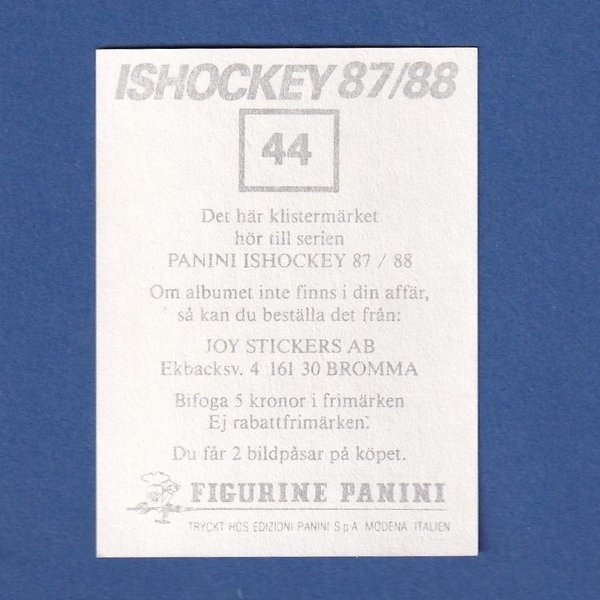 ISHOCKEY 87/88
44
Det här klistermärket
hör till serien
PANINI ISHOCKEY 87 / 88
Om albumet inte finns i din affär,
så kan du beställa det från:
JOY STICKERS AB
Ekbacksv. 4 161 30 BROMMA
Bifoga 5 kronor i frimärken
Ej rabattfrimärken.
Du får 2 bildpåsar på köpet.
FIGURINE PANINI
TRYCKT HOS EDIZIONI PANINI S.p.A. MODENA ITALIEN